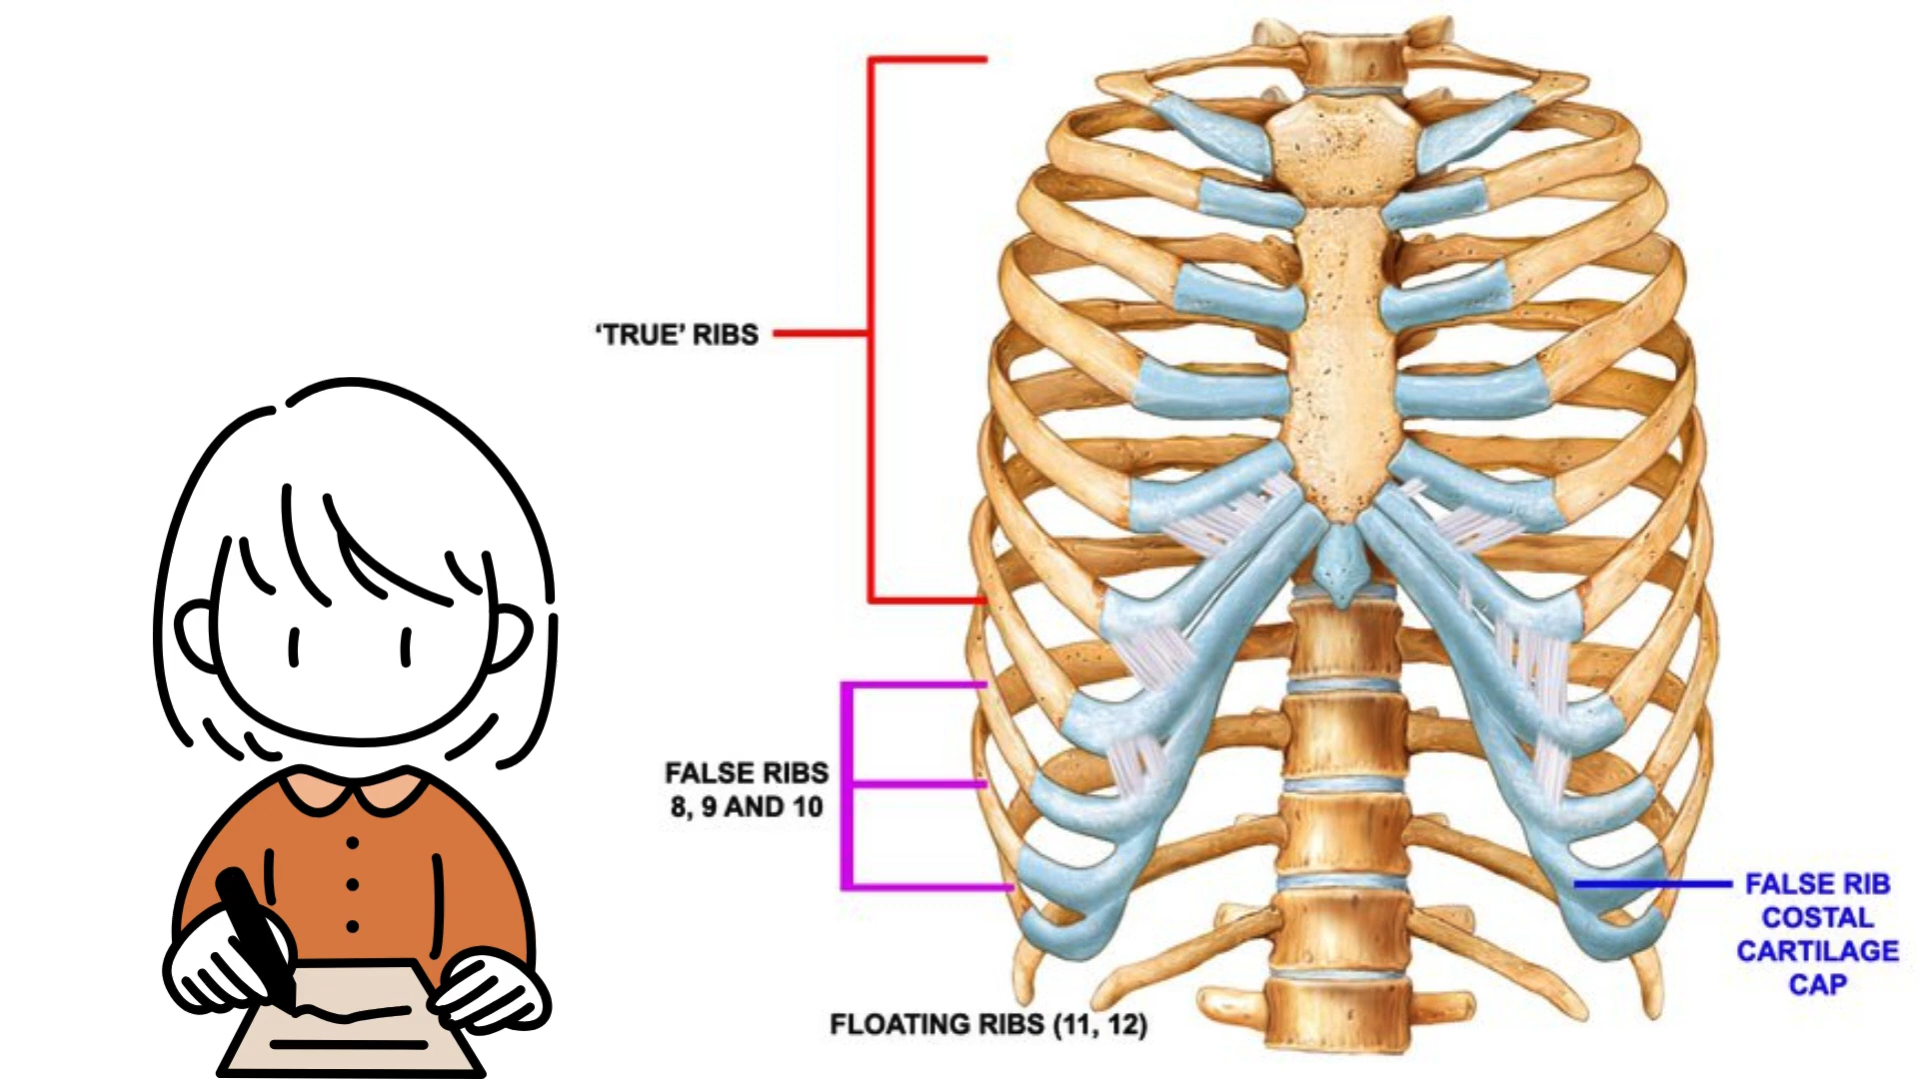 ‘TRUE’ RIBS
FALSE RIBS
8, 9 AND 10
FALSE RIB
COSTAL
CARTILAGE
CAP
FLOATING RIBS (11, 12)